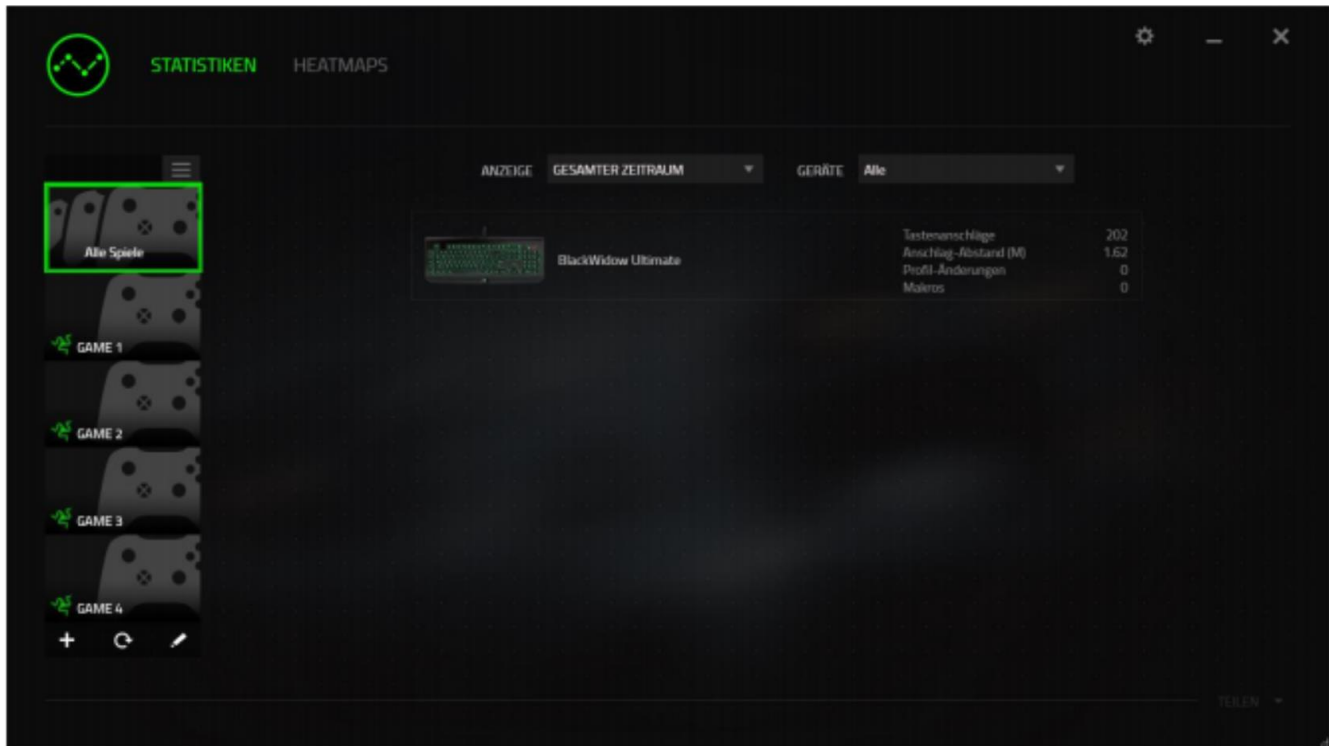 STATISTIKEN HEATMAPS
ANZEIGE GESAMTER ZEITRAUM GERÄTE Alle
Alle Spiele
GAME 1
GAME 2
GAME 3
GAME 4
BlackWidow Ultimate
Tastenanschläge 202
Anschlag-Abstand (M) 1.62
Profil-Änderungen 0
Makros 0
TEILEN